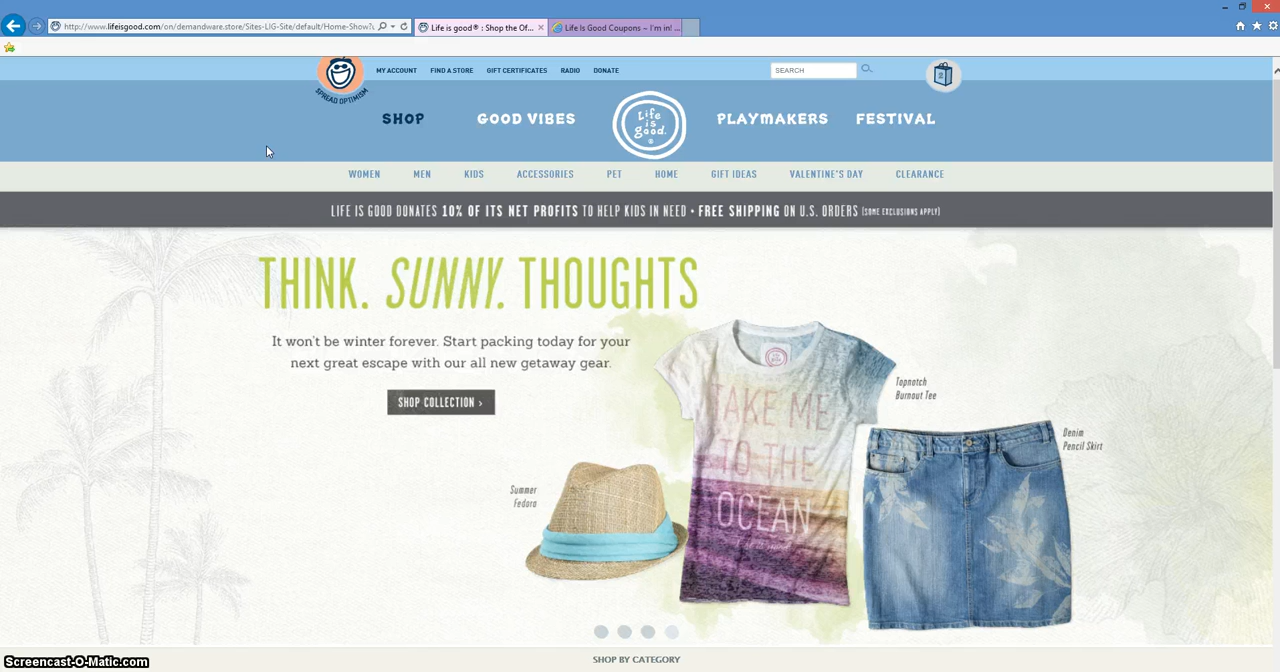 http://www.lifeisgood.com/on/demandware.store/Sites-LIG-Site/default/Home-Show?
Life is good® : Shop the Of...
Life Is Good Coupons ~ I'm in! ...
SPREAD OPTIMISM
MY ACCOUNT
FIND A STORE
GIFT CERTIFICATES
RADIO
DONATE
SEARCH
2
SHOP
GOOD VIBES
Life
is
good.
®
PLAYMAKERS
FESTIVAL
WOMEN
MEN
KIDS
ACCESSORIES
PET
HOME
GIFT IDEAS
VALENTINE'S DAY
CLEARANCE
LIFE IS GOOD DONATES 10% OF ITS NET PROFITS TO HELP KIDS IN NEED • FREE SHIPPING ON U.S. ORDERS (SOME EXCLUSIONS APPLY)
THINK. SUNNY. THOUGHTS
It won't be winter forever. Start packing today for your
next great escape with our all new getaway gear.
SHOP COLLECTION ›
Topnotch
Burnout Tee
TAKE ME
TO THE
OCEAN
Denim
Pencil Skirt
Summer
Fedora
SHOP BY CATEGORY
Screencast-O-Matic.com